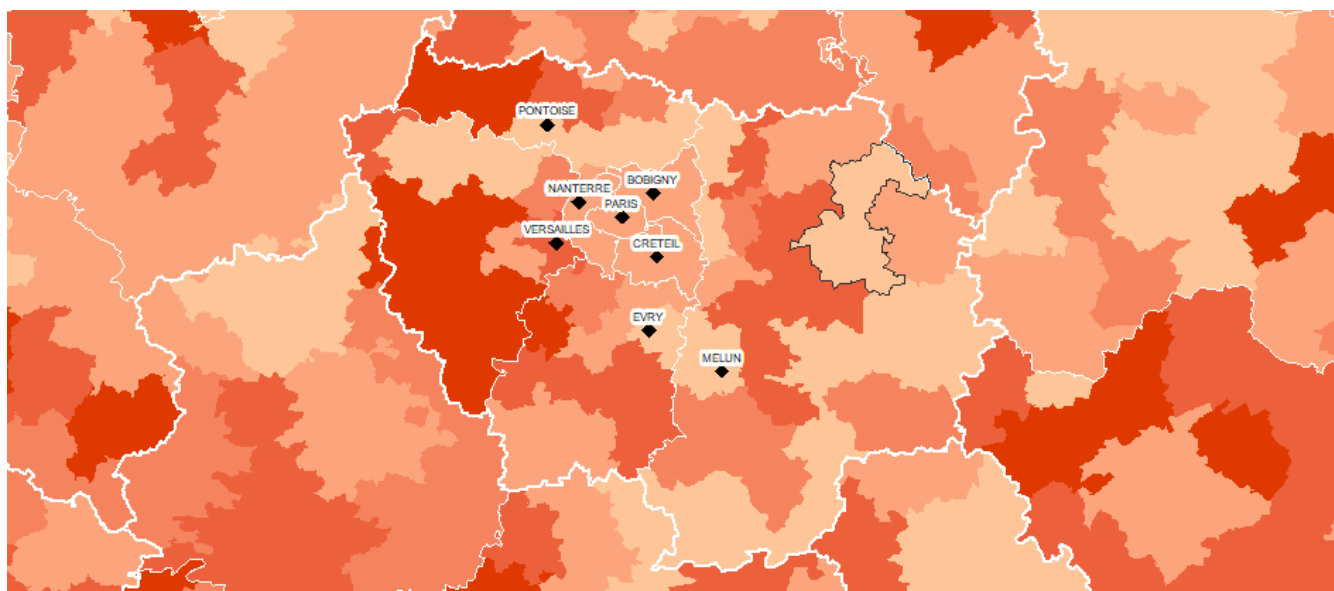 PONTOISE
BOBIGNY
NANTERRE
PARIS
VERSAILLES
CRETEIL
EVRY
MELUN